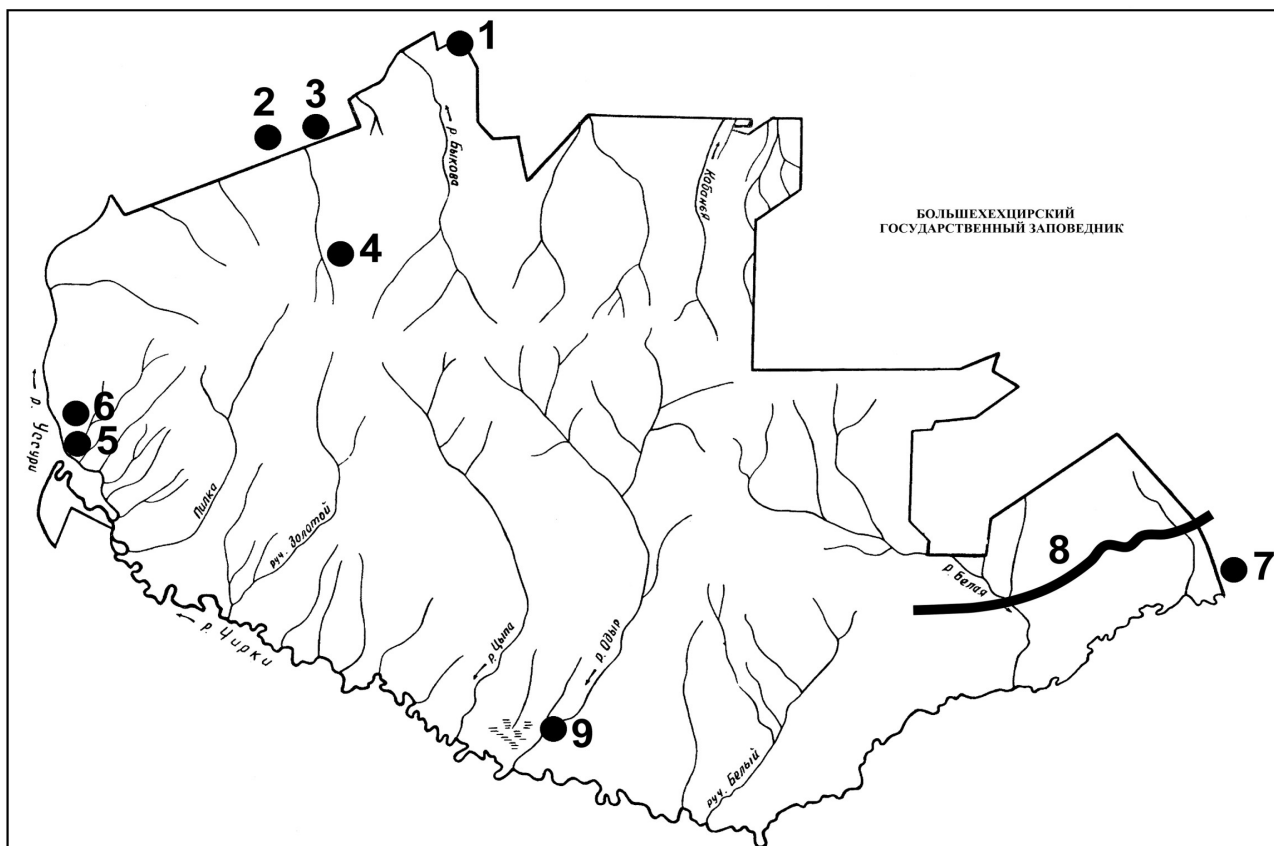 1
2
3
р. Быкова
Кабанья
БОЛЬШЕХЕХЦИРСКИЙ
ГОСУДАРСТВЕННЫЙ ЗАПОВЕДНИК
4
р. Уссури
6
5
Пилка
руч. Золотой
8
7
р. Белая
р. Чирки
р. Цыпа
р. Одыр
9
руч. Белый